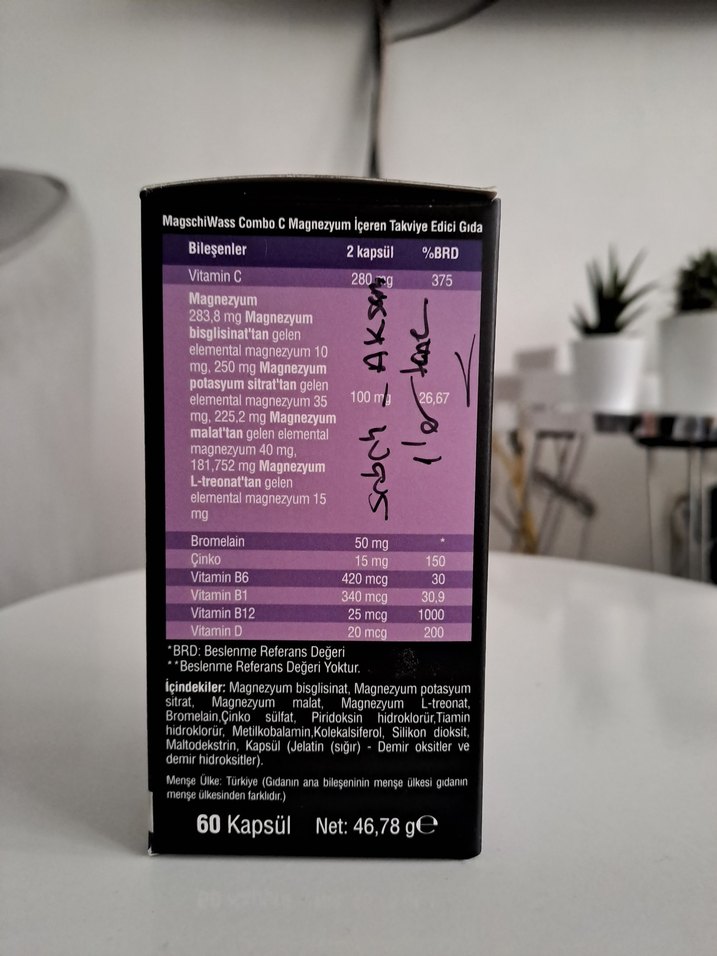 MagschiWass Combo C Magnezyum İçeren Takviye Edici Gıda
Bileşenler 2 kapsül %BRD
Vitamin C 280 mg 375
Magnezyum
283,8 mg Magnezyum
bisglisinat'tan gelen
elemental magnezyum 10
mg, 250 mg Magnezyum
potasyum sitrat'tan gelen
elemental magnezyum 35
mg, 225,2 mg Magnezyum
malat'tan gelen elemental
magnezyum 40 mg,
181,752 mg Magnezyum
L-treonat'tan gelen
elemental magnezyum 15
mg
100 mg 26,67
sabah - AKşam
1'er tane
Bromelain 50 mg *
Çinko 15 mg 150
Vitamin B6 420 mcg 30
Vitamin B1 340 mcg 30,9
Vitamin B12 25 mcg 1000
Vitamin D 20 mcg 200
*BRD: Beslenme Referans Değeri
**Beslenme Referans Değeri Yoktur.
İçindekiler: Magnezyum bisglisinat, Magnezyum potasyum
sitrat, Magnezyum malat, Magnezyum L-treonat,
Bromelain,Çinko sülfat, Piridoksin hidroklorür,Tiamin
hidroklorür, Metilkobalamin,Kolekalsiferol, Silikon dioksit,
Maltodekstrin, Kapsül (Jelatin (sığır) - Demir oksitler ve
demir hidroksitler).
Menşe Ülke: Türkiye (Gıdanın ana bileşeninin menşe ülkesi gıdanın
menşe ülkesinden farklıdır.)
60 Kapsül Net: 46,78 g℮